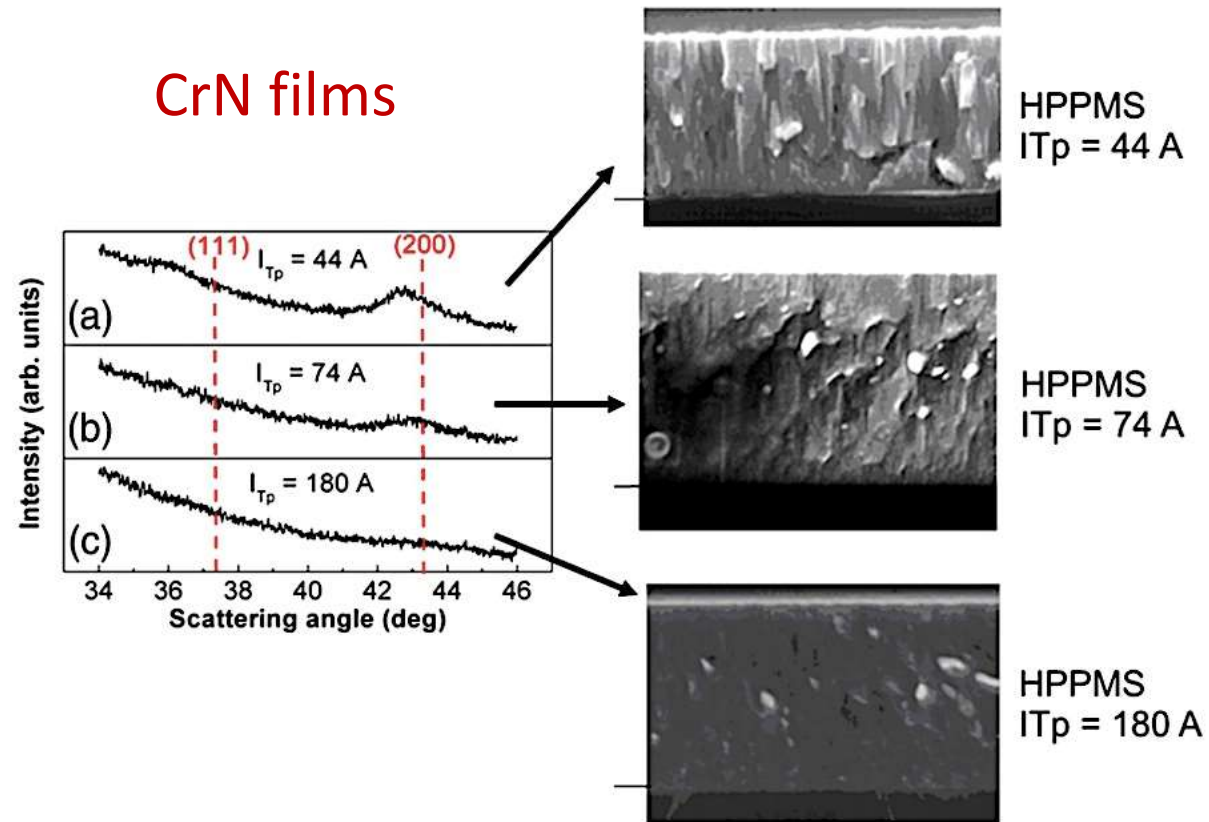 CrN films
HPPMS
ITp = 44 A
(111)
(200)
I_Tp = 44 A
(a)
I_Tp = 74 A
(b)
I_Tp = 180 A
(c)
Intensity (arb. units)
34 36 38 40 42 44 46
Scattering angle (deg)
HPPMS
ITp = 74 A
HPPMS
ITp = 180 A